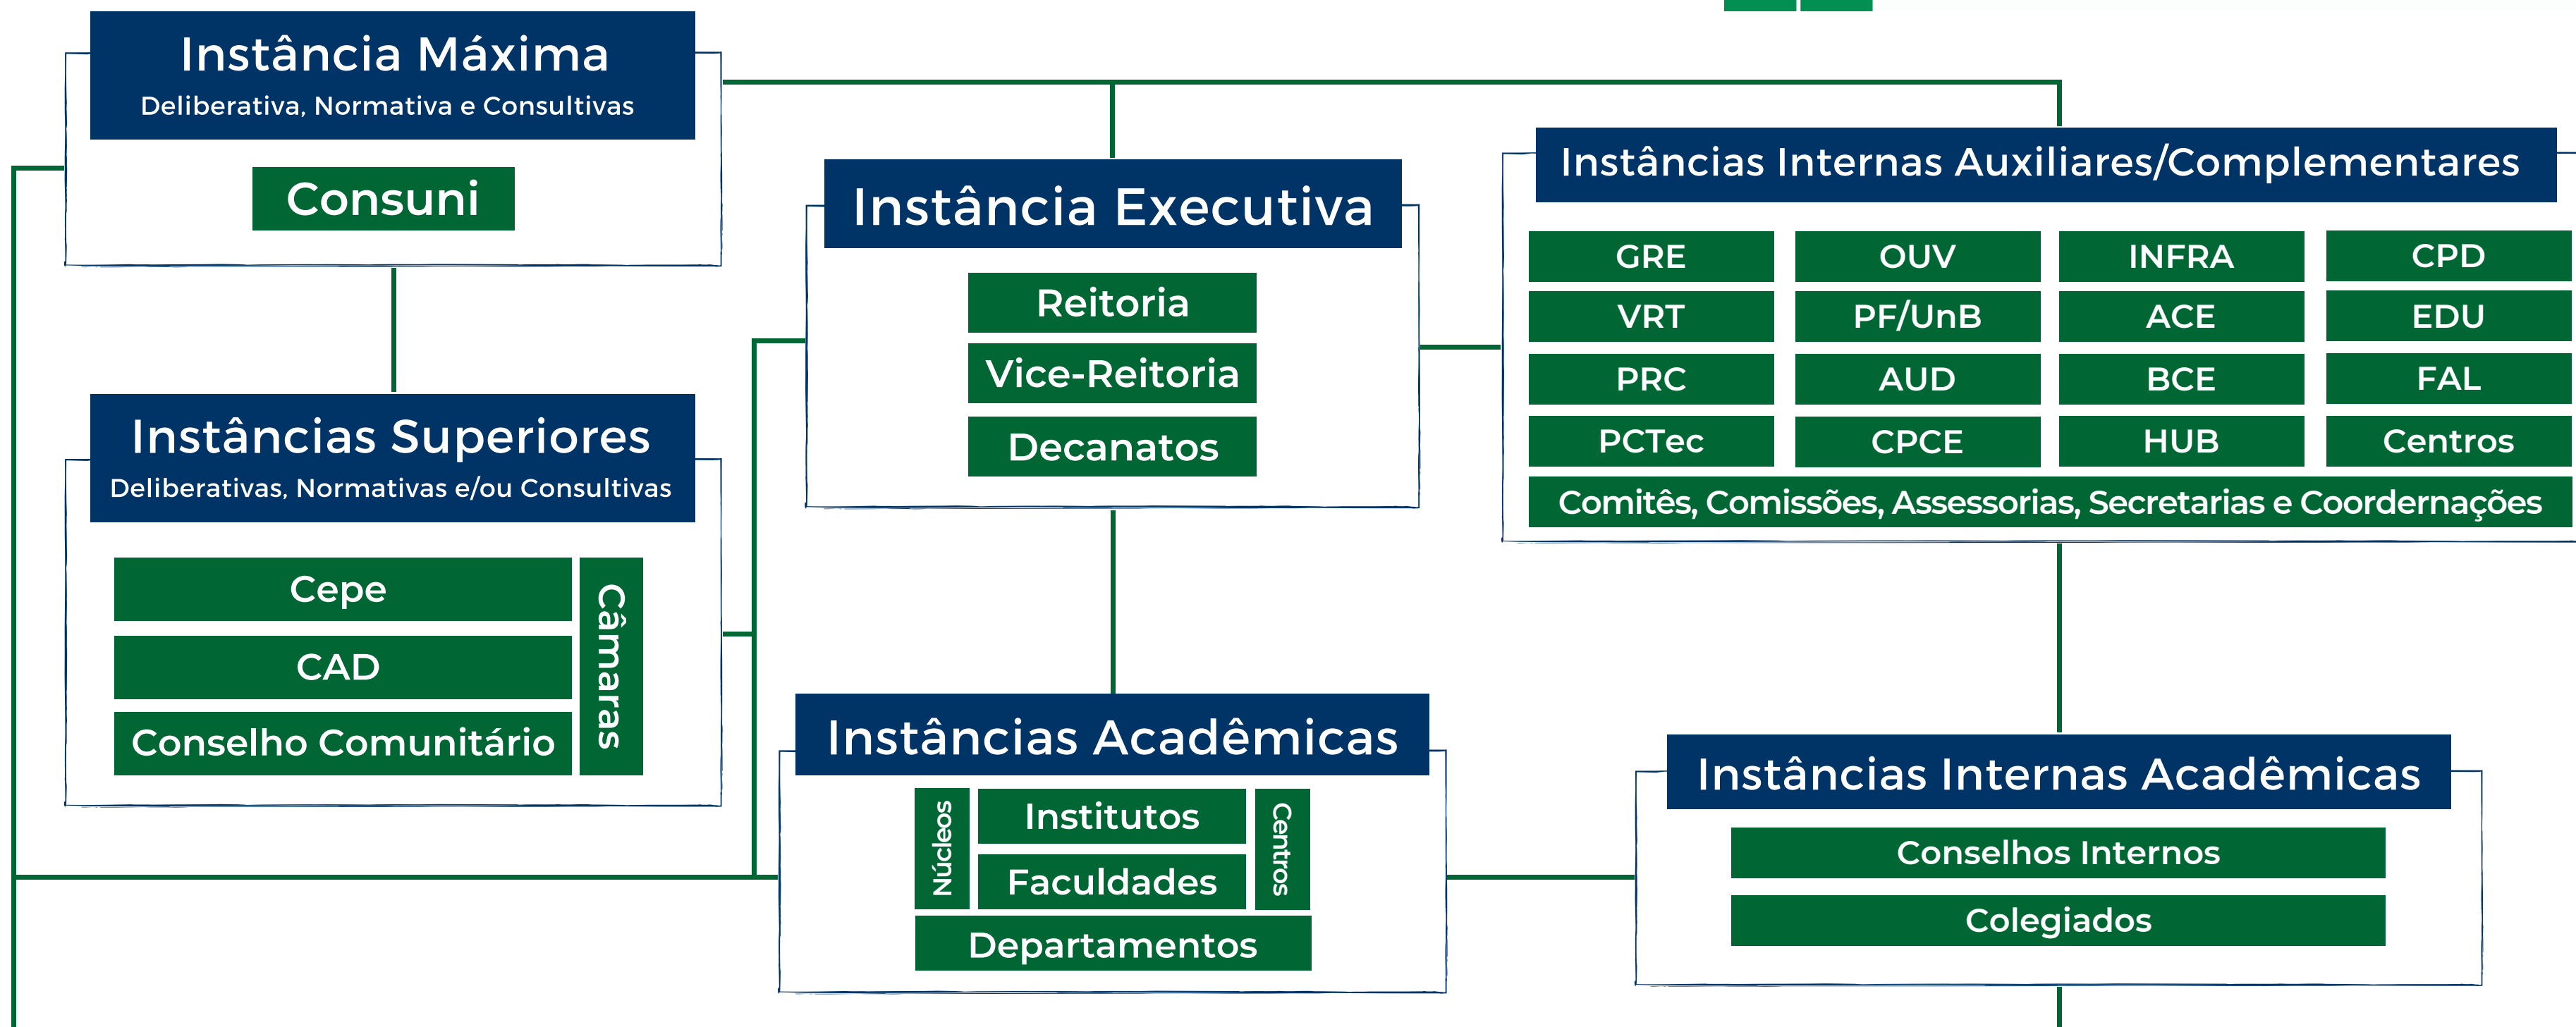 Instância Máxima
Deliberativa, Normativa e Consultivas
Consuni
Instâncias Superiores
Deliberativas, Normativas e/ou Consultivas
Cepe
CAD
Conselho Comunitário
Câmaras
Instância Executiva
Reitoria
Vice-Reitoria
Decanatos
Instâncias Internas Auxiliares/Complementares
GRE OUV INFRA CPD
VRT PF/UnB ACE EDU
PRC AUD BCE FAL
PCTec CPCE HUB Centros
Comitês, Comissões, Assessorias, Secretarias e Coordernações
Instâncias Acadêmicas
Núcleos
Institutos
Faculdades
Centros
Departamentos
Instâncias Internas Acadêmicas
Conselhos Internos
Colegiados